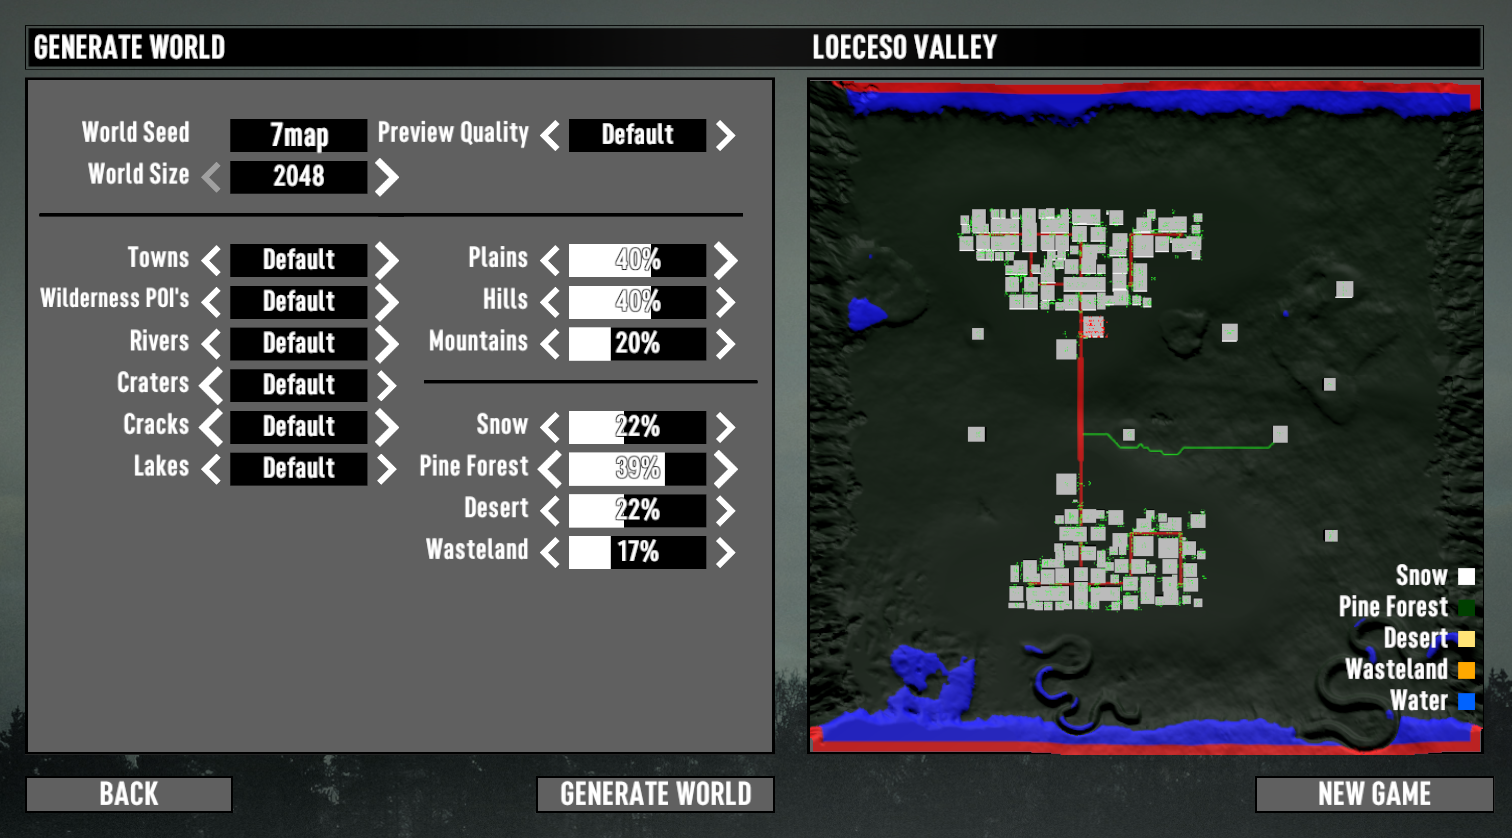 GENERATE WORLD
LOECESO VALLEY
World Seed 7map Preview Quality Default
World Size 2048
Towns Default Plains 40%
Wilderness POI's Default Hills 40%
Rivers Default Mountains 20%
Craters Default
Cracks Default Snow 22%
Lakes Default Pine Forest 39%
Desert 22%
Wasteland 17%
Snow
Pine Forest
Desert
Wasteland
Water
BACK
GENERATE WORLD
NEW GAME